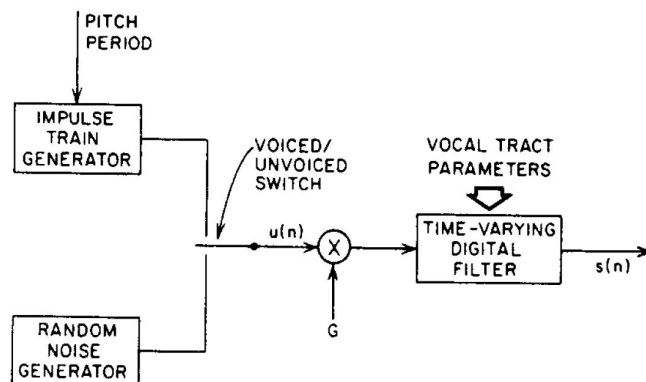 PITCH
PERIOD
IMPULSE
TRAIN
GENERATOR
VOICED/
UNVOICED
SWITCH
VOCAL TRACT
PARAMETERS
u(n)
X
TIME-VARYING
DIGITAL
FILTER
s(n)
G
RANDOM
NOISE
GENERATOR